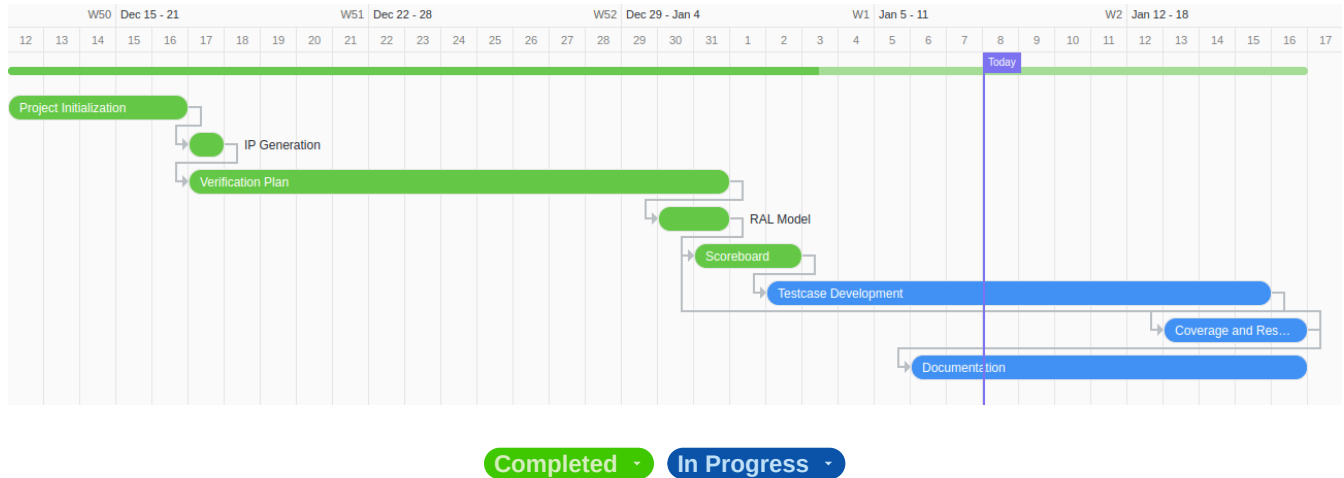 W50 Dec 15 - 21 W51 Dec 22 - 28 W52 Dec 29 - Jan 4 W1 Jan 5 - 11 W2 Jan 12 - 18
12 13 14 15 16 17 18 19 20 21 22 23 24 25 26 27 28 29 30 31 1 2 3 4 5 6 7 8 9 10 11 12 13 14 15 16 17
Today
Project Initialization
IP Generation
Verification Plan
RAL Model
Scoreboard
Testcase Development
Coverage and Res...
Documentation
Completed In Progress